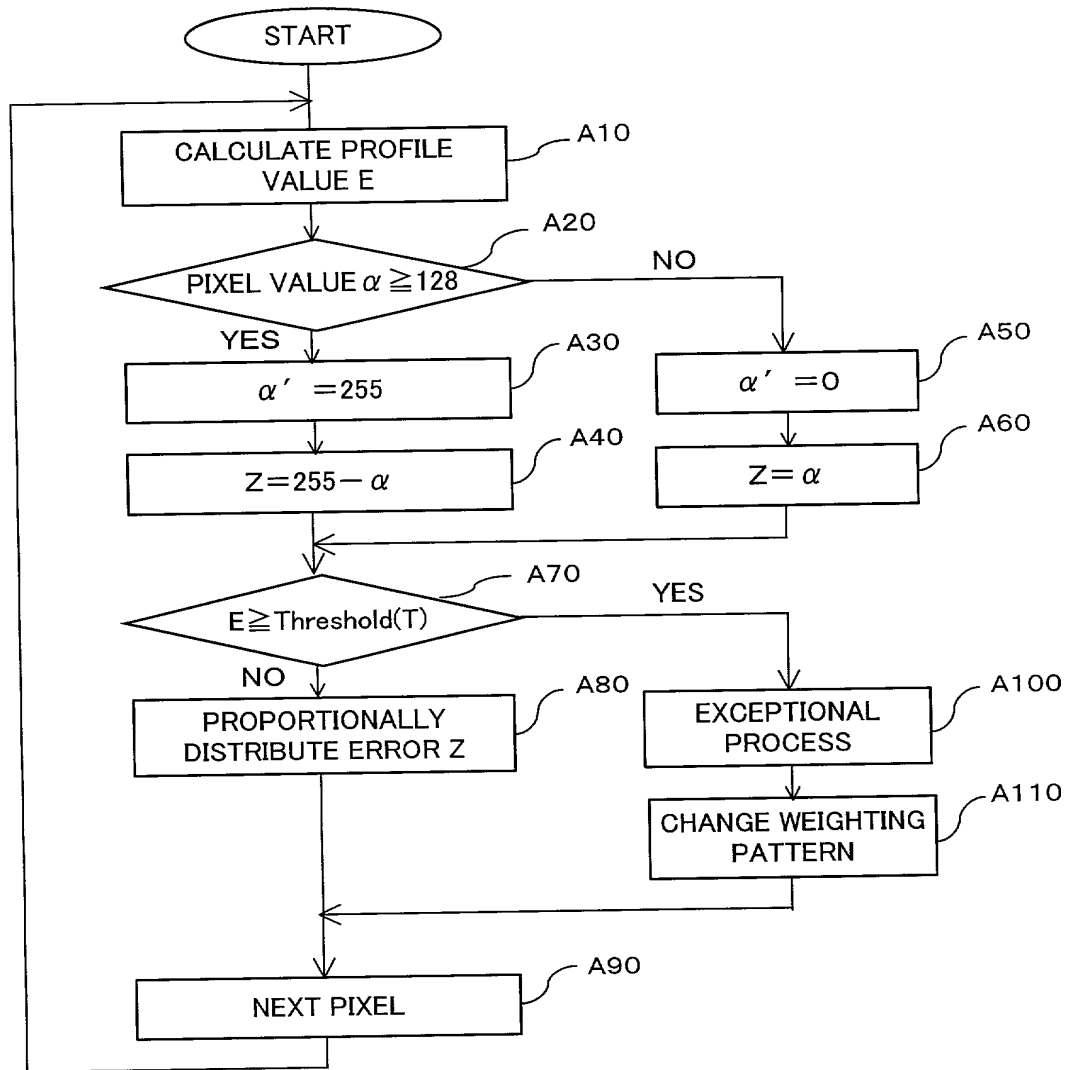 START
CALCULATE PROFILE
VALUE E
A10
A20
PIXEL VALUE α ≧128
NO
YES
A30
α′ =255
A50
α′ =0
A40
Z=255−α
A60
Z=α
A70
E≧Threshold(T)
YES
NO
A80
PROPORTIONALLY
DISTRIBUTE ERROR Z
A100
EXCEPTIONAL
PROCESS
A110
CHANGE WEIGHTING
PATTERN
A90
NEXT PIXEL